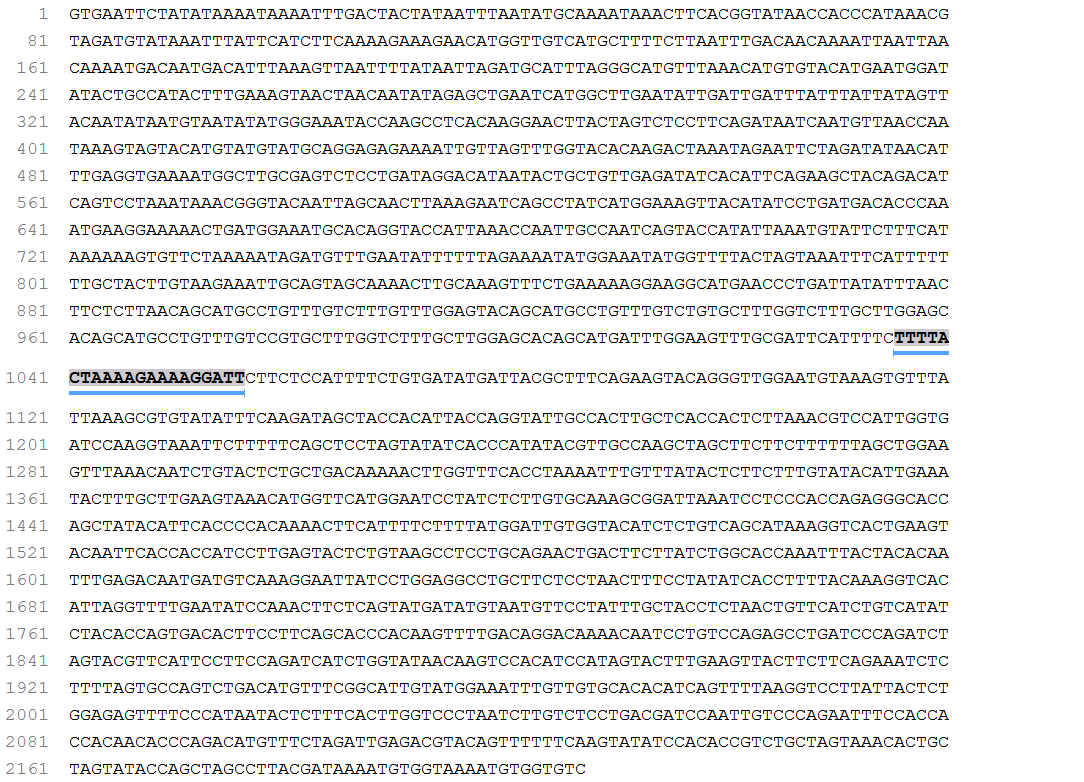 1 GTGAATTCTATATAAAATAAAATTTGACTACTATAATTTAATATGCAAAATAAACTTCACGGTATAACCACCCATAAACG
81 TAGATGTATAAATTTATTCATCTTCAAAAGAAAGAACATGGTTGTCATGCTTTTCTTAATTTGACAACAAAATTAATTAA
161 CAAAATGACAATGACATTTAAAGTTAATTTTATAATTAGATGCATTTAGGGCATGTTTAAACATGTGTACATGAATGGAT
241 ATACTGCCATACTTTGAAAGTAACTAACAATATAGAGCTGAATCATGGCTTGAATATTGATTGATTTATTTATTATAGTT
321 ACAATATAATGTAATATATGGGAAATACCAAGCCTCACAAGGAACTTACTAGTCTCCTTCAGATAATCAATGTTAACCAA
401 TAAAGTAGTACATGTATGTATGCAGGAGAGAAAATTGTTAGTTTGGTACACAAGACTAAATAGAATTCTAGATATAACAT
481 TTGAGGTGAAAATGGCTTGCGAGTCTCCTGATAGGACATAATACTGCTGTTGAGATATCACATTCAGAAGCTACAGACAT
561 CAGTCCTAAATAAACGGGTACAATTAGCAACTTAAAGAATCAGCCTATCATGGAAAGTTACATATCCTGATGACACCCAA
641 ATGAAGGAAAAACTGATGGAAATGCACAGGTACCATTAAACCAATTGCCAATCAGTACCATATTAAATGTATTCTTTCAT
721 AAAAAAGTGTTCTAAAAATAGATGTTTGAATATTTTTTAGAAAATATGGAAATATGGTTTTACTAGTAAATTTCATTTTT
801 TTGCTACTTGTAAGAAATTGCAGTAGCAAAACTTGCAAAGTTTCTGAAAAAGGAAGGCATGAACCCTGATTATATTTAAC
881 TTCTCTTAACAGCATGCCTGTTTGTCTTTGTTTGGAGTACAGCATGCCTGTTTGTCTGTGCTTTGGTCTTTGCTTGGAGC
961 ACAGCATGCCTGTTTGTCCGTGCTTTGGTCTTTGCTTGGAGCACAGCATGATTTGGAAGTTTGCGATTCATTTTCTTTTA
1041 CTAAAAGAAAAGGATTCTTCTCCATTTTCTGTGATATGATTACGCTTTCAGAAGTACAGGGTTGGAATGTAAAGTGTTTA
1121 TTAAAGCGTGTATATTTCAAGATAGCTACCACATTACCAGGTATTGCCACTTGCTCACCACTCTTAAACGTCCATTGGTG
1201 ATCCAAGGTAAATTCTTTTTCAGCTCCTAGTATATCACCCATATACGTTGCCAAGCTAGCTTCTTCTTTTTTAGCTGGAA
1281 GTTTAAACAATCTGTACTCTGCTGACAAAAACTTGGTTTCACCTAAAATTTGTTTATACTCTTCTTTGTATACATTGAAA
1361 TACTTTGCTTGAAGTAAACATGGTTCATGGAATCCTATCTCTTGTGCAAAGCGGATTAAATCCTCCCACCAGAGGGCACC
1441 AGCTATACATTCACCCCACAAAACTTCATTTTCTTTTATGGATTGTGGTACATCTCTGTCAGCATAAAGGTCACTGAAGT
1521 ACAATTCACCACCATCCTTGAGTACTCTGTAAGCCTCCTGCAGAACTGACTTCTTATCTGGCACCAAATTTACTACACAA
1601 TTTGAGACAATGATGTCAAAGGAATTATCCTGGAGGCCTGCTTCTCCTAACTTTCCTATATCACCTTTTACAAAGGTCAC
1681 ATTAGGTTTTGAATATCCAAACTTCTCAGTATGATATGTAATGTTCCTATTTGCTACCTCTAACTGTTCATCTGTCATAT
1761 CTACACCAGTGACACTTCCTTCAGCACCCACAAGTTTTGACAGGACAAAACAATCCTGTCCAGAGCCTGATCCCAGATCT
1841 AGTACGTTCATTCCTTCCAGATCATCTGGTATAACAAGTCCACATCCATAGTACTTTGAAGTTACTTCTTCAGAAATCTC
1921 TTTTAGTGCCAGTCTGACATGTTTCGGCATTGTATGGAAATTTGTTGTGCACACATCAGTTTTAAGGTCCTTATTACTCT
2001 GGAGAGTTTTCCCATAATACTCTTTCACTTGGTCCCTAATCTTGTCTCCTGACGATCCAATTGTCCCAGAATTTCCACCA
2081 CCACAACACCCAGACATGTTTCTAGATTGAGACGTACAGTTTTTTCAAGTATATCCACACCGTCTGCTAGTAAACACTGC
2161 TAGTATACCAGCTAGCCTTACGATAAAATGTGGTAAAATGTGGTGTC